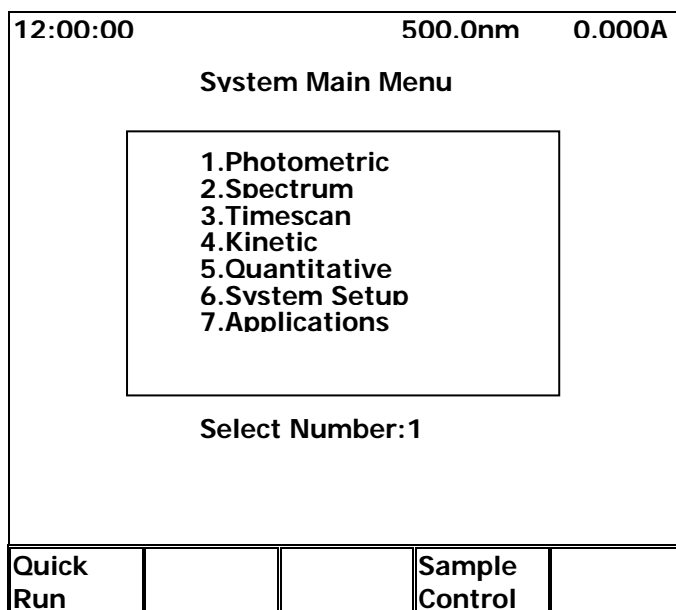 12:00:00 500.0nm 0.000A
System Main Menu
1.Photometric
2.Spectrum
3.Timescan
4.Kinetic
5.Quantitative
6.System Setup
7.Applications
Select Number:1
Quick Sample
Run Control